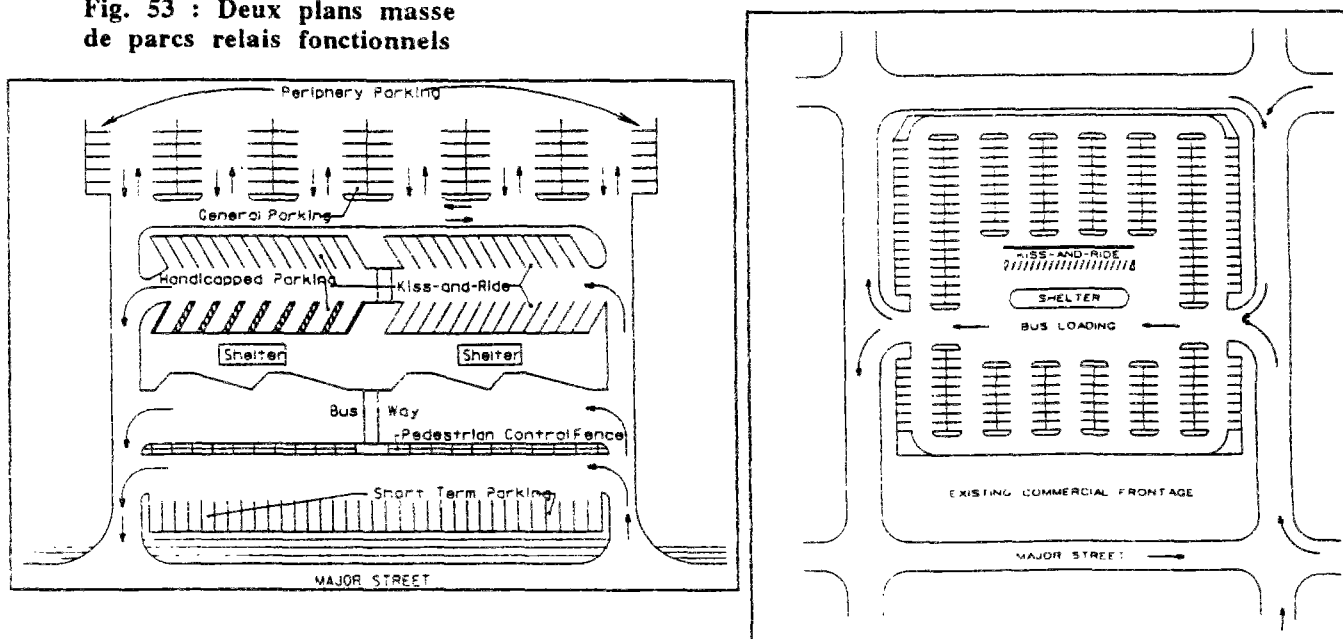 Fig. 53 : Deux plans masse
de parcs relais fonctionnels
Periphery Parking
General Parking
Handicapped Parking
Kiss-and-Ride
Shelter
Shelter
Bus Way
Pedestrian Control Fence
Short Term Parking
MAJOR STREET
KISS-AND-RIDE
SHELTER
BUS LOADING
EXISTING COMMERCIAL FRONTAGE
MAJOR STREET